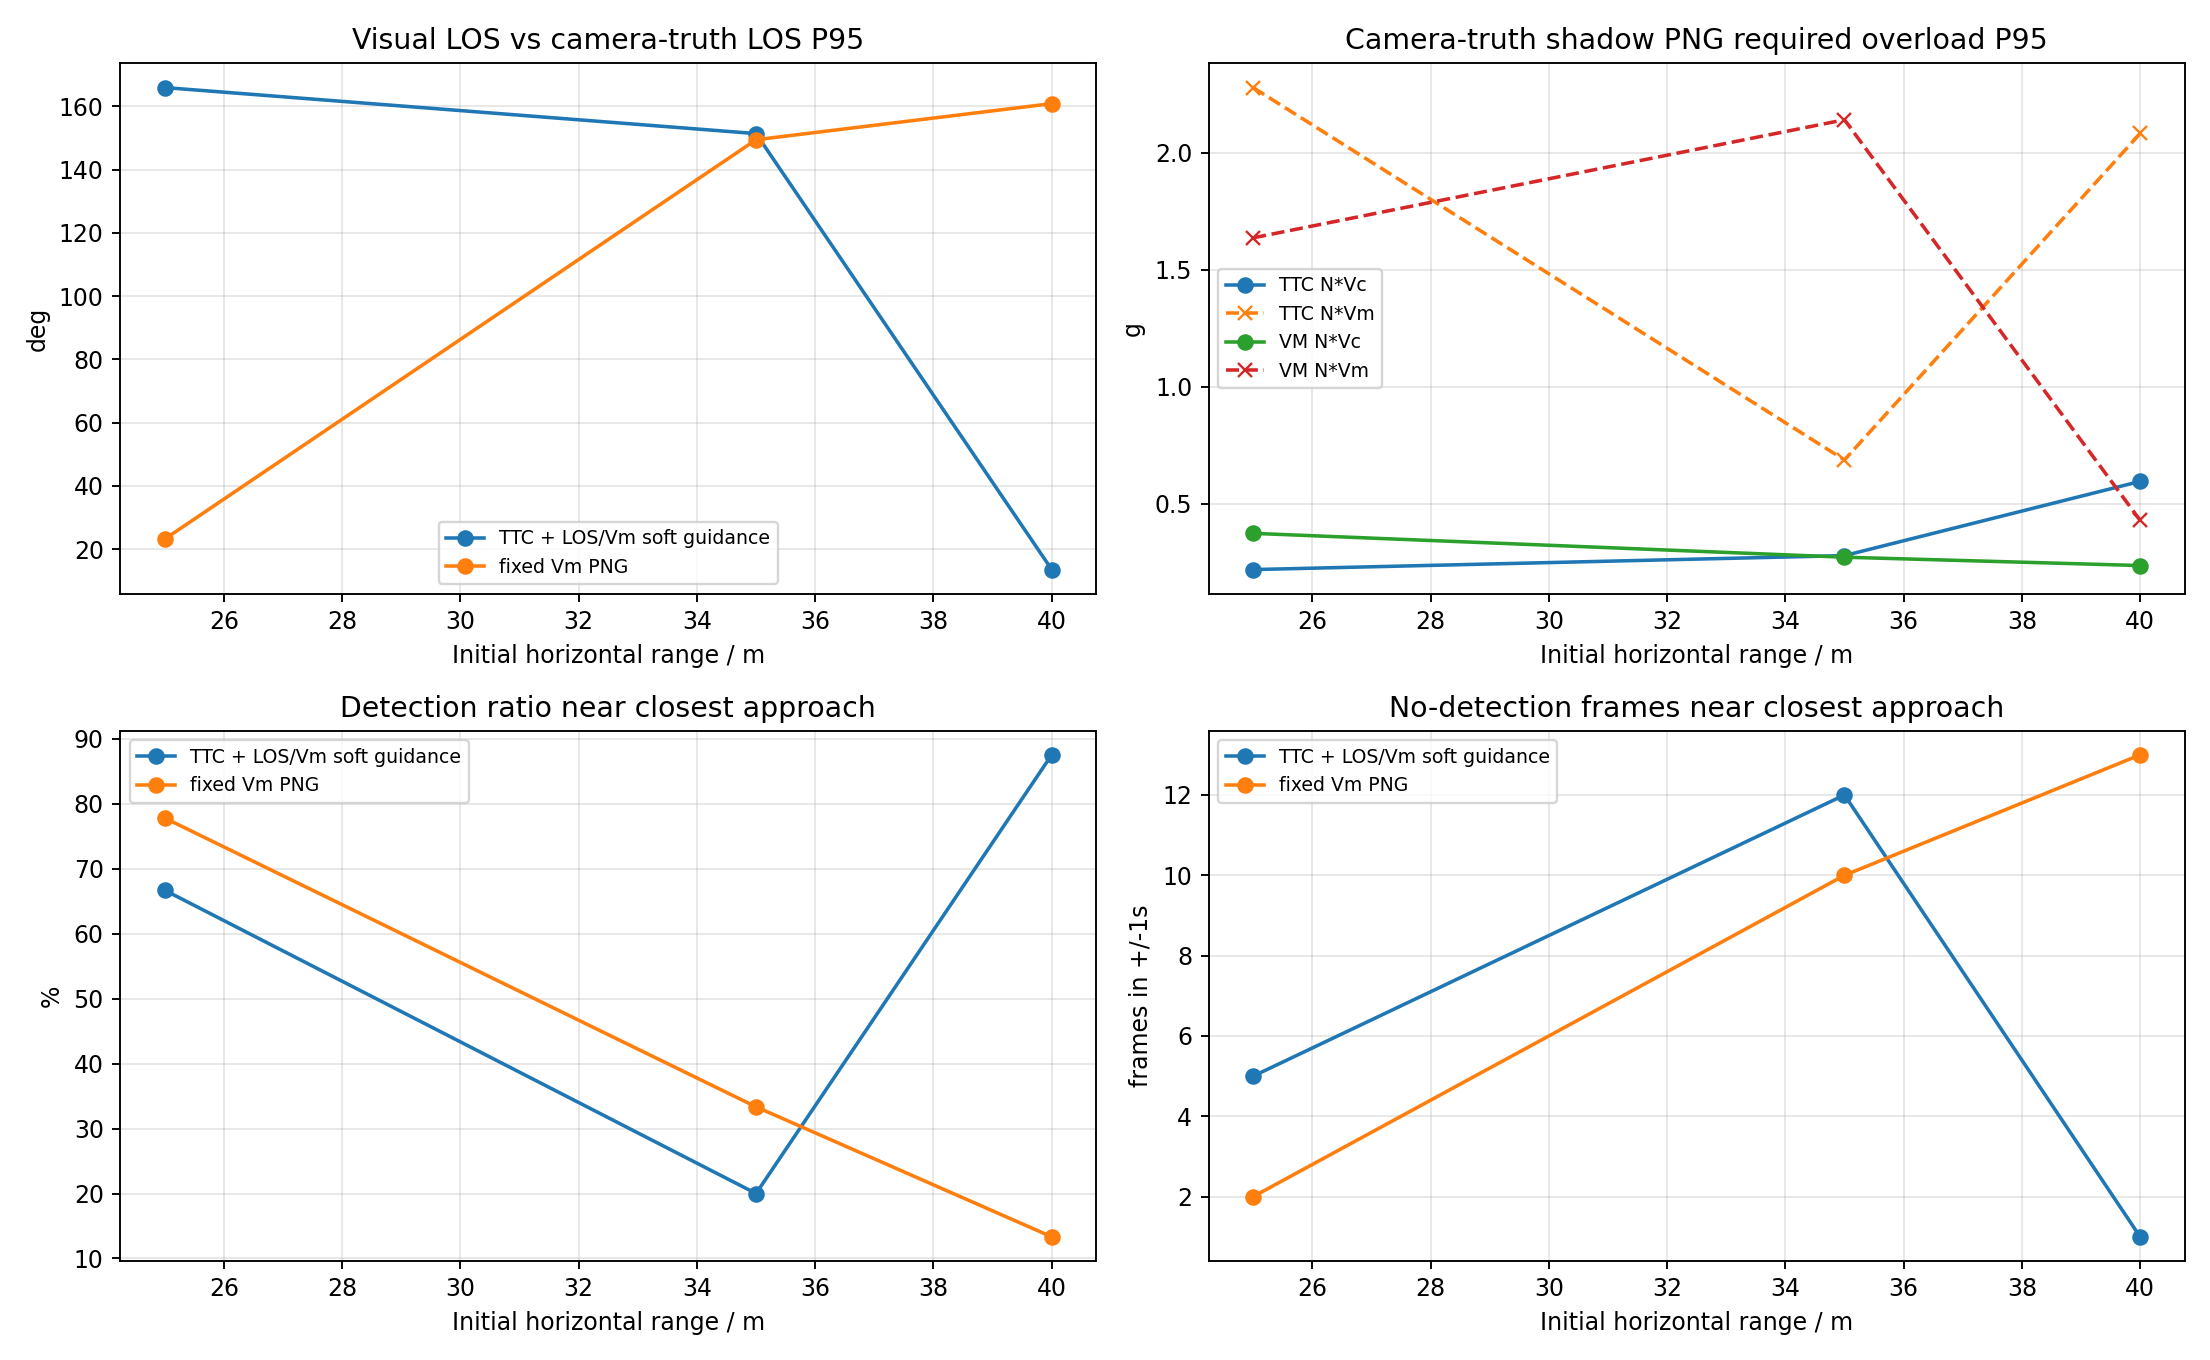 Visual LOS vs camera-truth LOS P95
deg
160
140
120
100
80
60
40
20
TTC + LOS/Vm soft guidance
fixed Vm PNG
26 28 30 32 34 36 38 40
Initial horizontal range / m
Camera-truth shadow PNG required overload P95
g
2.0
1.5
1.0
0.5
TTC N*Vc
TTC N*Vm
VM N*Vc
VM N*Vm
26 28 30 32 34 36 38 40
Initial horizontal range / m
Detection ratio near closest approach
%
90
80
70
60
50
40
30
20
10
TTC + LOS/Vm soft guidance
fixed Vm PNG
26 28 30 32 34 36 38 40
Initial horizontal range / m
No-detection frames near closest approach
frames in +/-1s
12
10
8
6
4
2
TTC + LOS/Vm soft guidance
fixed Vm PNG
26 28 30 32 34 36 38 40
Initial horizontal range / m